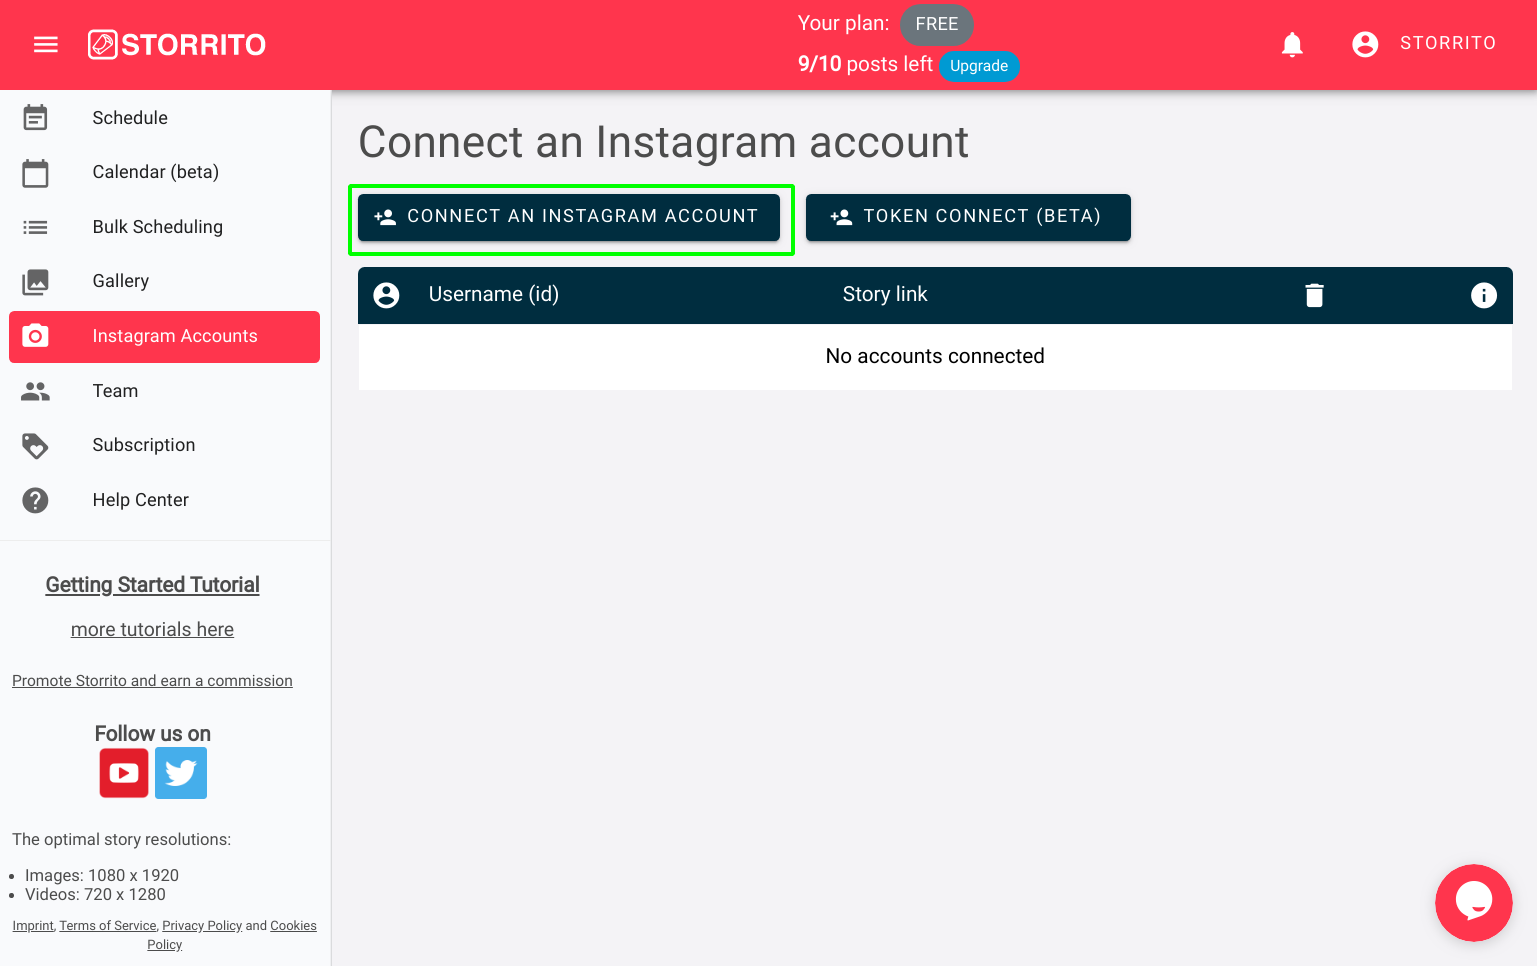 STORRITO
Your plan: FREE
9/10 posts left Upgrade
STORRITO
Schedule
Calendar (beta)
Bulk Scheduling
Gallery
Instagram Accounts
Team
Subscription
Help Center
Getting Started Tutorial
more tutorials here
Promote Storrito and earn a commission
Follow us on
The optimal story resolutions:
• Images: 1080 x 1920
• Videos: 720 x 1280
Imprint, Terms of Service, Privacy Policy and Cookies
Policy
Connect an Instagram account
CONNECT AN INSTAGRAM ACCOUNT TOKEN CONNECT (BETA)
Username (id) Story link
No accounts connected